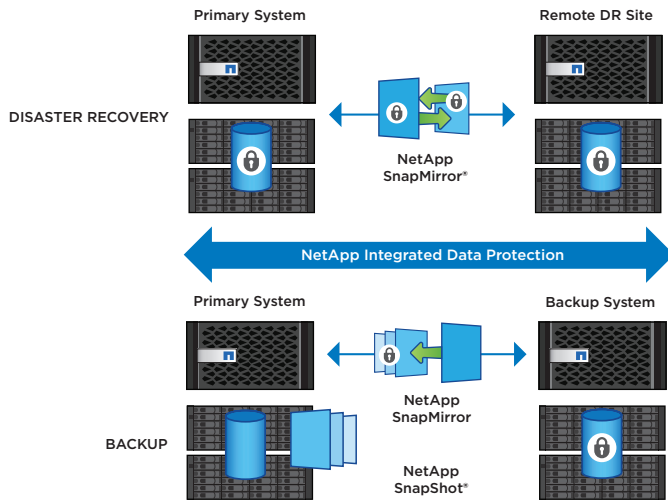 Primary System
Remote DR Site
DISASTER RECOVERY
NetApp
SnapMirror®
NetApp Integrated Data Protection
Primary System
Backup System
NetApp
SnapMirror
BACKUP
NetApp
SnapShot®